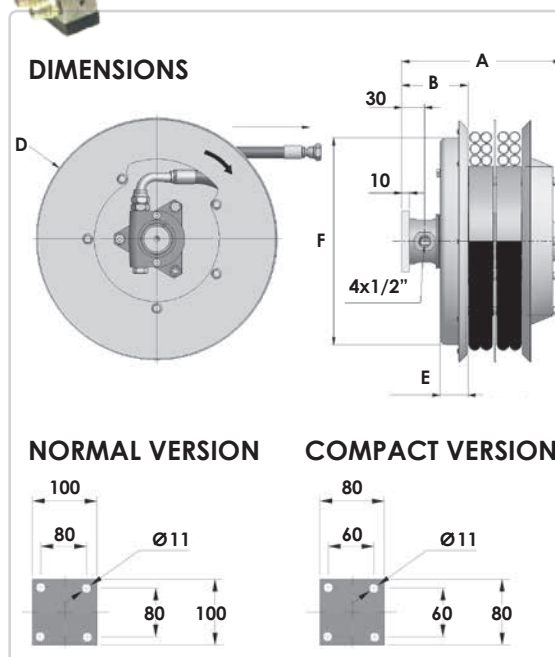 DIMENSIONS
A
B
30
D
10
F
4x1/2”
E
NORMAL VERSION
100
80
Ø11
80
100
COMPACT VERSION
80
60
Ø11
60
80